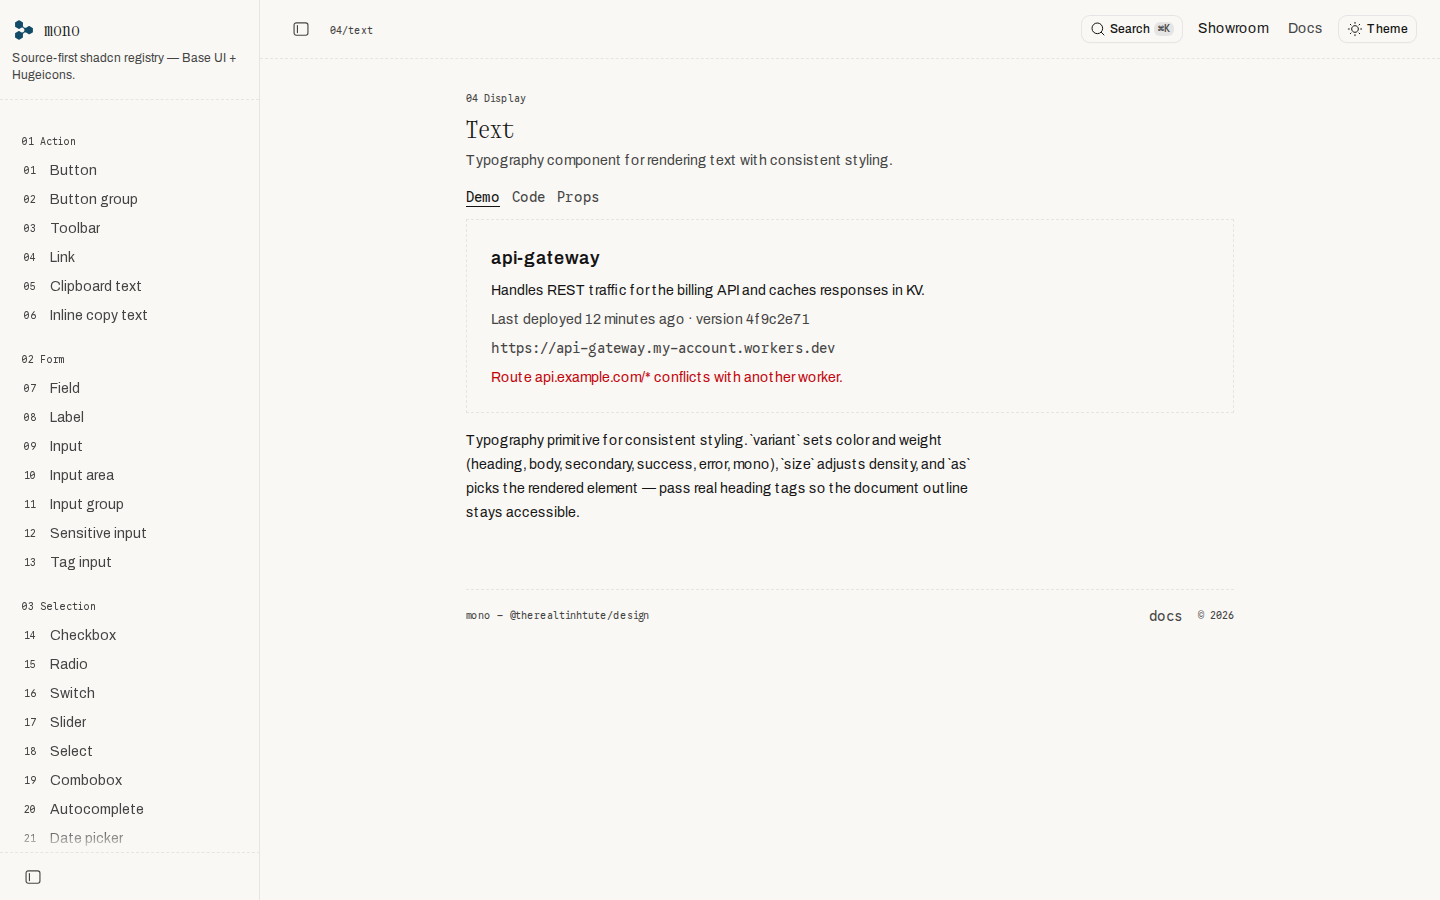 mono
Source-first shadcn registry — Base UI +
Hugeicons.
01 Action
01 Button
02 Button group
03 Toolbar
04 Link
05 Clipboard text
06 Inline copy text
02 Form
07 Field
08 Label
09 Input
10 Input area
11 Input group
12 Sensitive input
13 Tag input
03 Selection
14 Checkbox
15 Radio
16 Switch
17 Slider
18 Select
19 Combobox
20 Autocomplete
21 Date picker
04/text
Search ⌘K Showroom Docs Theme
04 Display
Text
Typography component for rendering text with consistent styling.
Demo Code Props
api-gateway
Handles REST traffic for the billing API and caches responses in KV.
Last deployed 12 minutes ago · version 4f9c2e71
https://api-gateway.my-account.workers.dev
Route api.example.com/* conflicts with another worker.
Typography primitive for consistent styling. `variant` sets color and weight
(heading, body, secondary, success, error, mono), `size` adjusts density, and `as`
picks the rendered element — pass real heading tags so the document outline
stays accessible.
mono — @therealtinhtute/design
docs © 2026